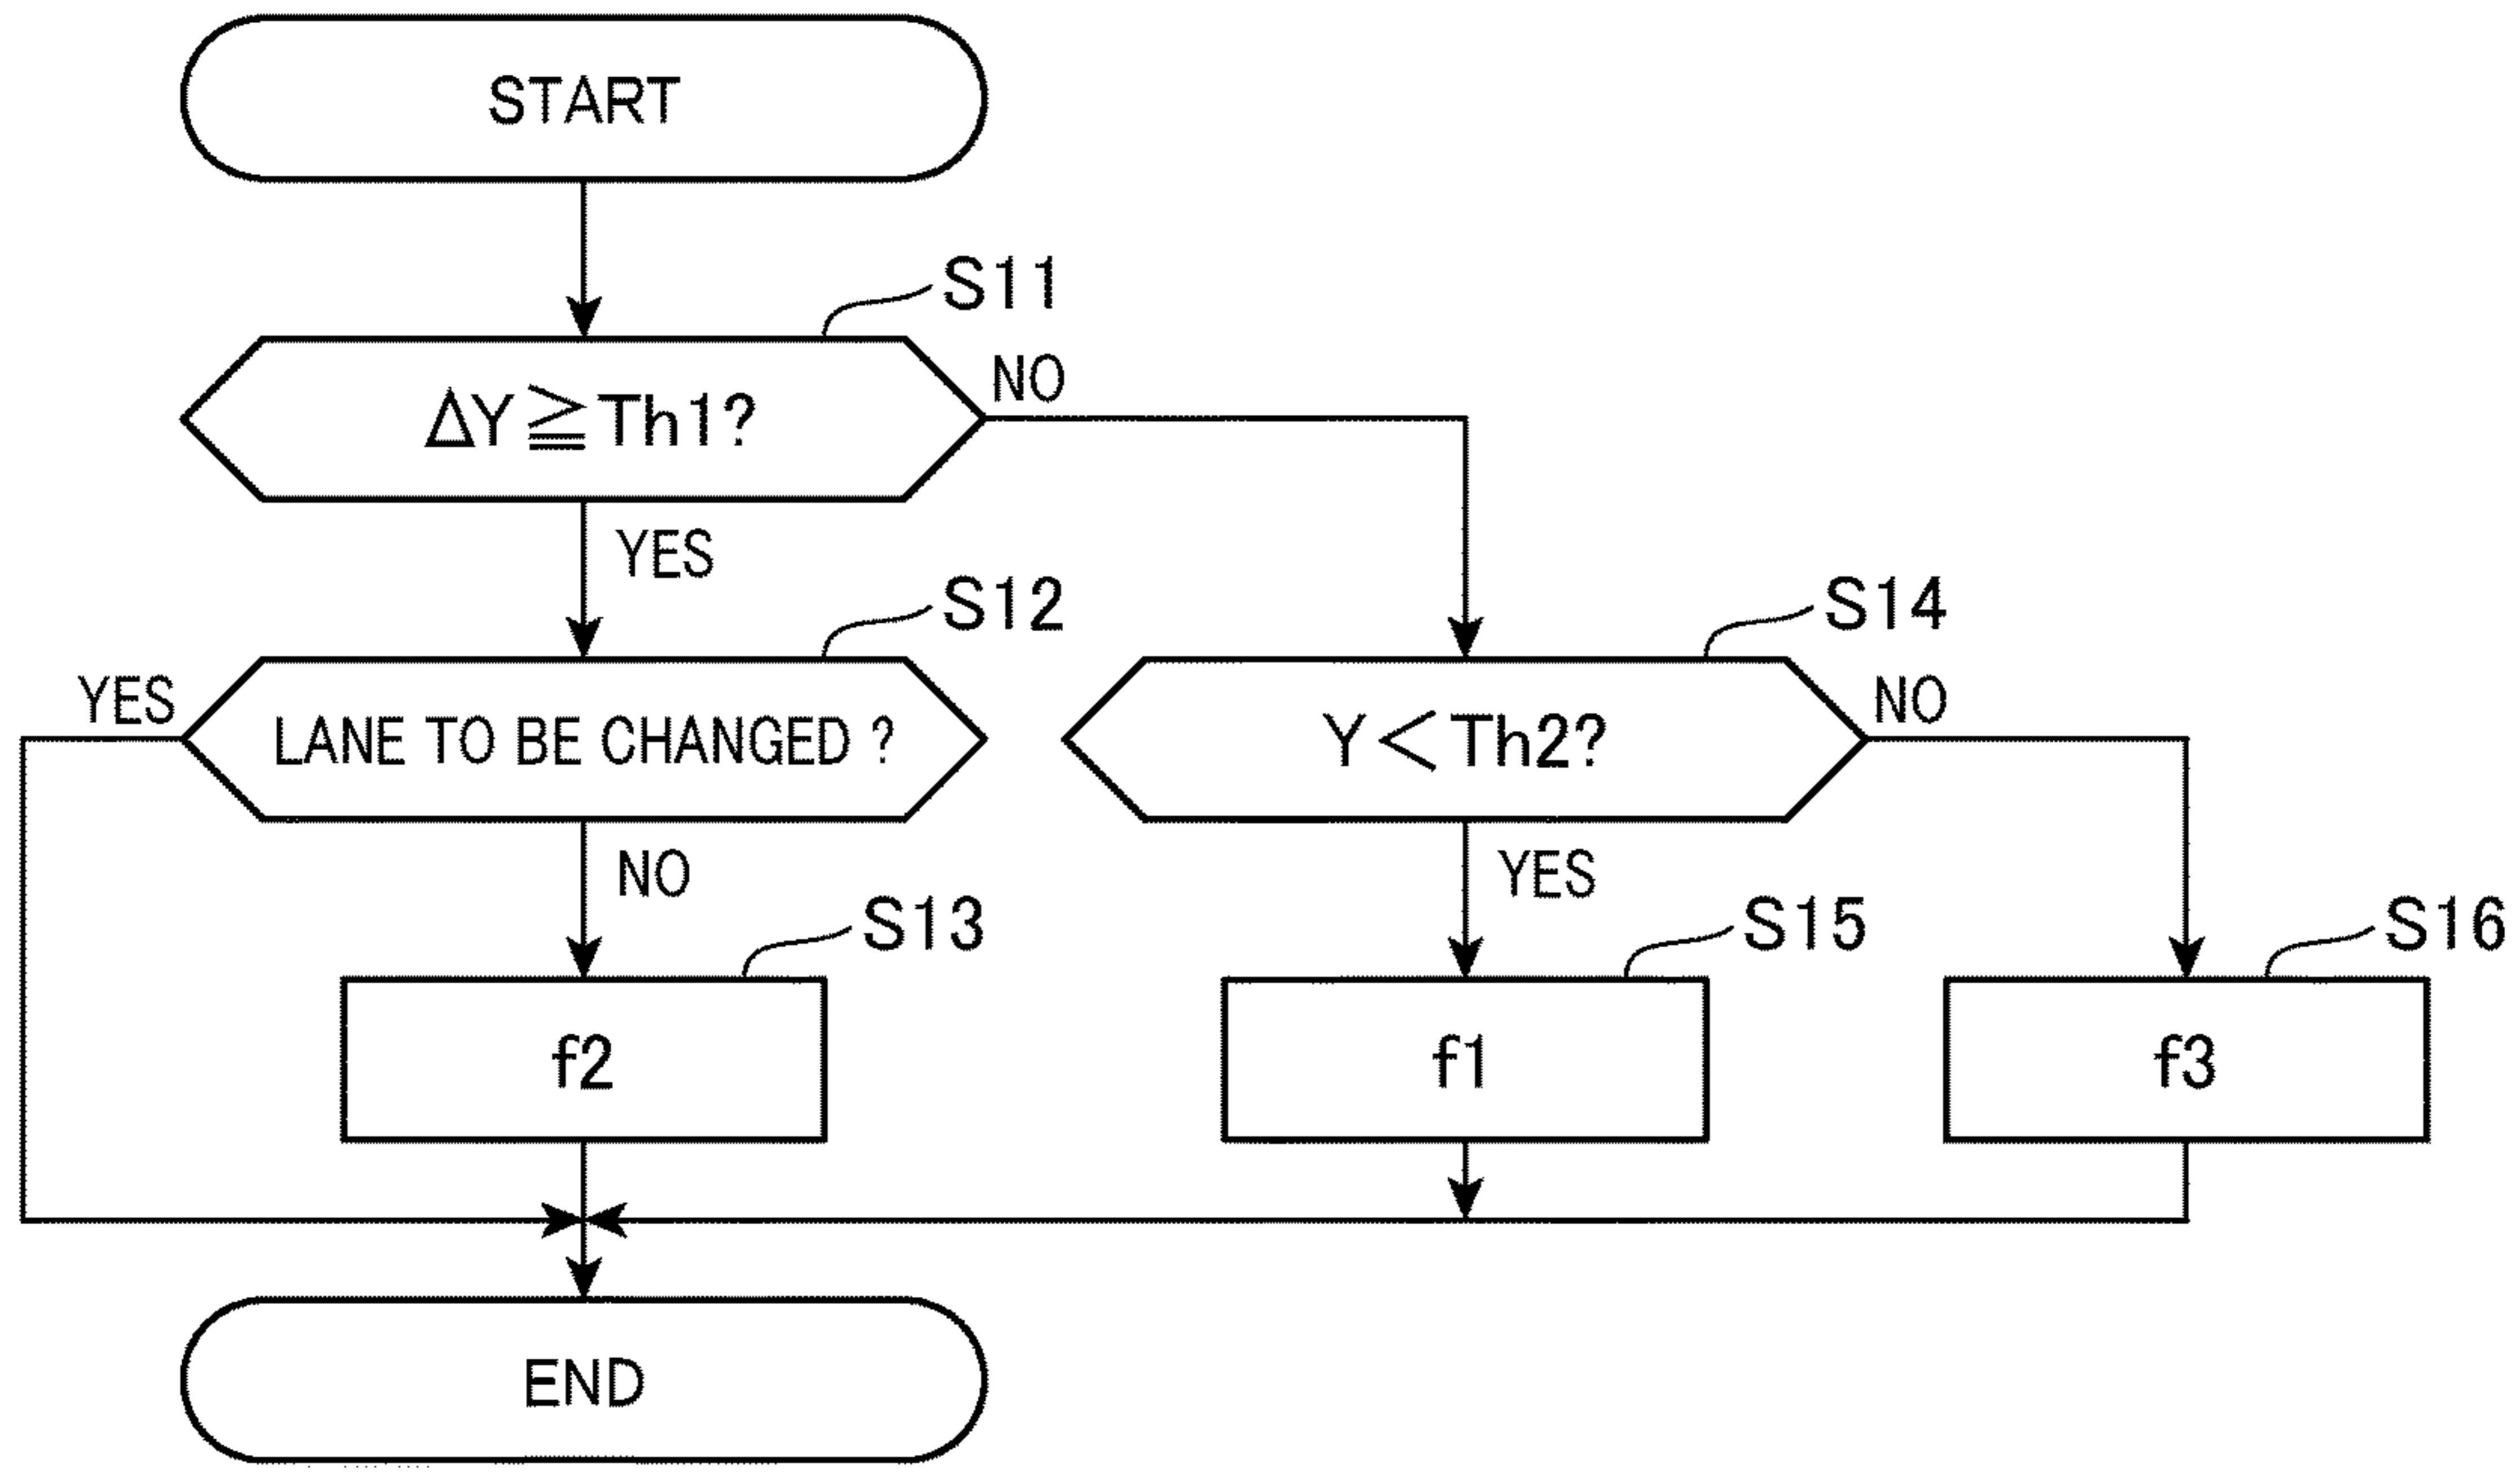 START
S11
ΔY≧Th1?
NO
YES
S12
S14
YES
LANE TO BE CHANGED ?
Y<Th2?
NO
NO
YES
S13
S15
S16
f2
f1
f3
END